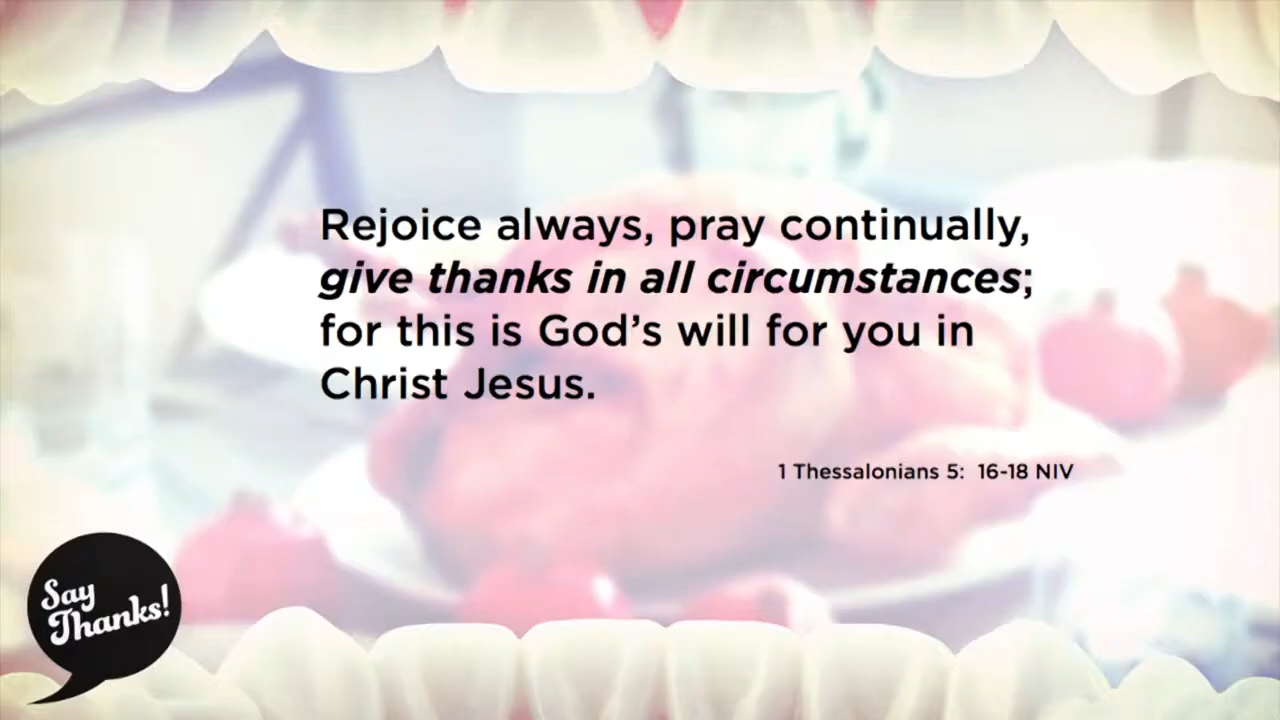 Rejoice always, pray continually,
give thanks in all circumstances;
for this is God’s will for you in
Christ Jesus.
1 Thessalonians 5:  16-18 NIV
Say
Thanks!